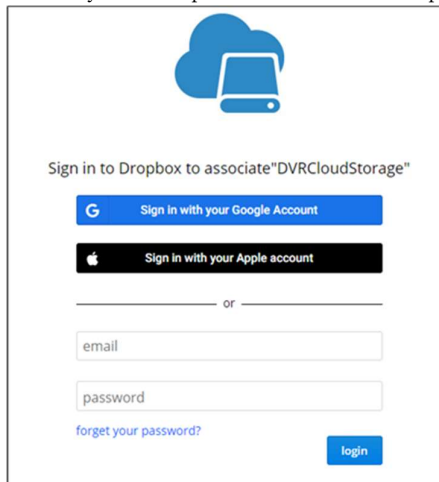 Sign in to Dropbox to associate"DVRCloudStorage"
G Sign in with your Google Account
Sign in with your Apple account
or
email
password
forget your password?
login